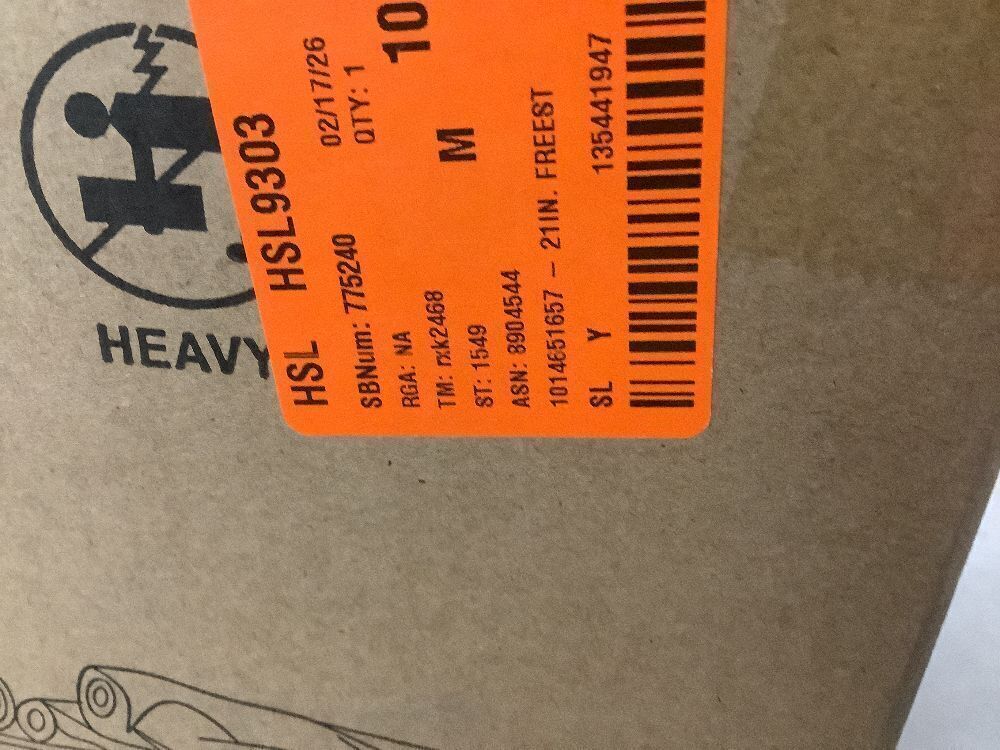 HEAVY
HSL HSL9303
02/17/26
SBNum: 775240 QTY: 1
RGA: NA 10
TM: rxk2468
ST: 1549 M
ASN: 8904544
1014651657 – 21IN. FREEST
SL Y 135441947